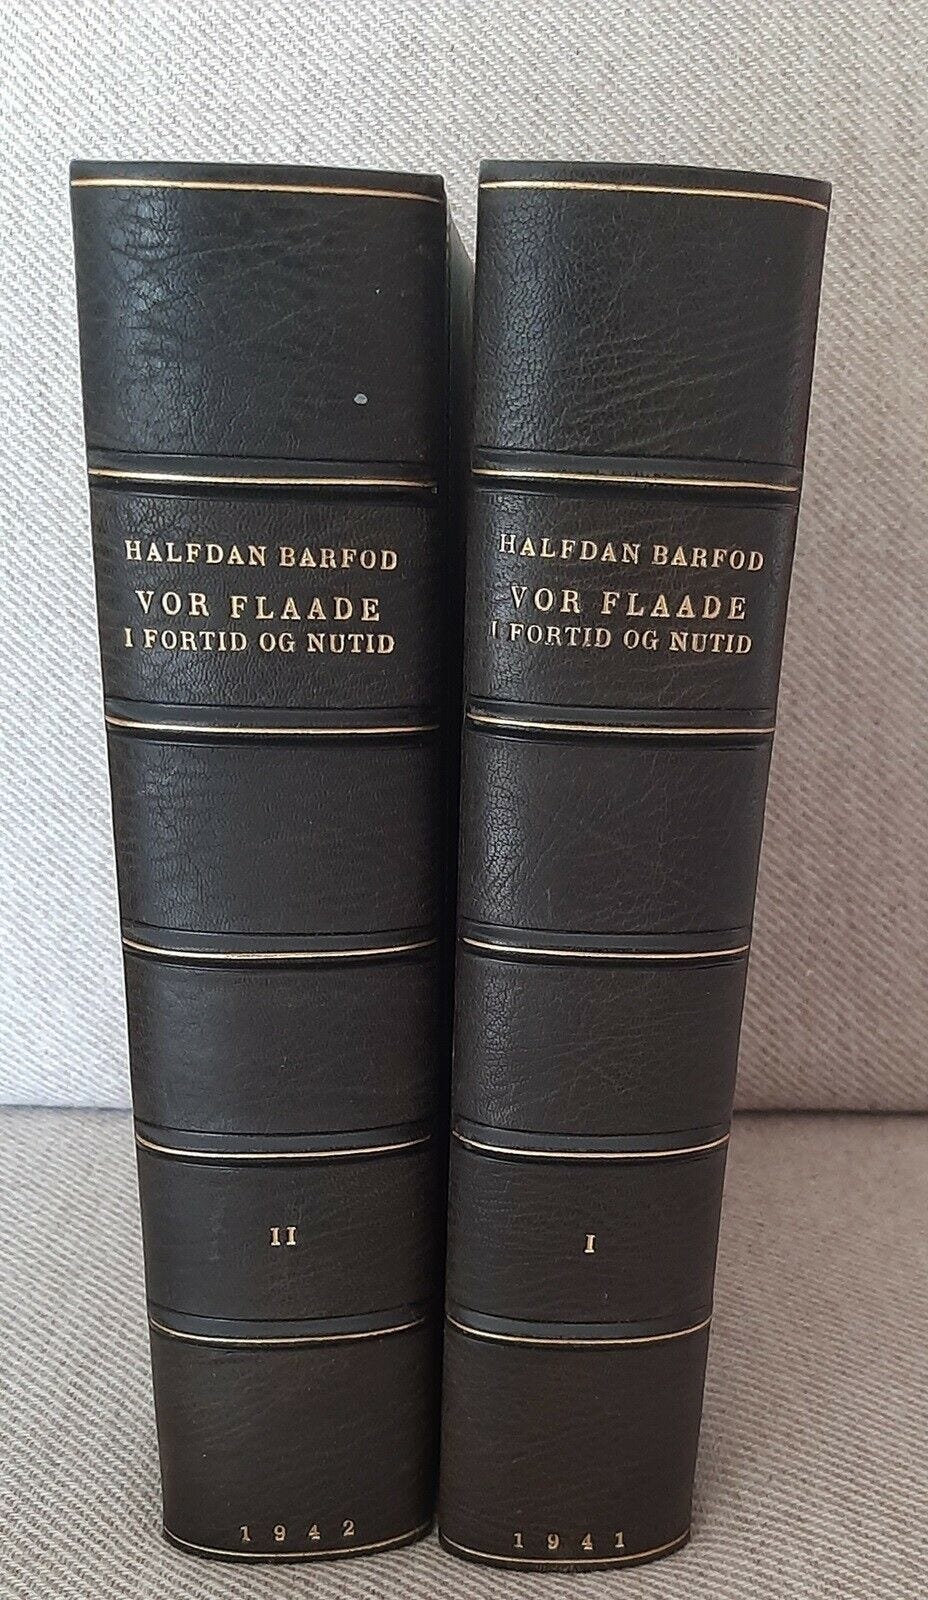 HALFDAN BARFOD
VOR FLAADE
I FORTID OG NUTID
II
1942
HALFDAN BARFOD
VOR FLAADE
I FORTID OG NUTID
I
1941